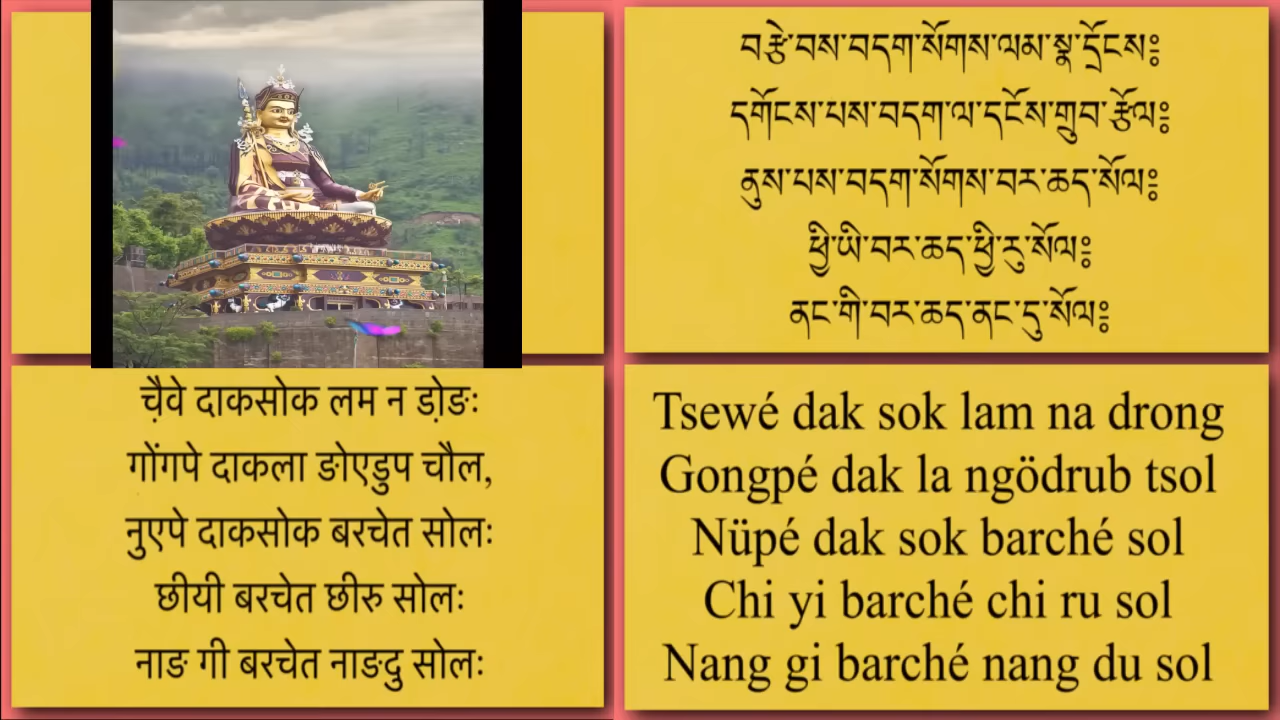 བརྩེ་བས་བདག་སོགས་ལམ་སྣ་དྲོངས༔
དགོངས་པས་བདག་ལ་དངོས་གྲུབ་རྩོལ༔
ནུས་པས་བདག་སོགས་བར་ཆད་སོལ༔
ཕྱི་ཡི་བར་ཆད་ཕྱི་རུ་སོལ༔
ནང་གི་བར་ཆད་ནང་དུ་སོལ༔
च़ैवे दाकसोक लम न डो़ङः
गोंगपे दाकला ङोएडुप चौल,
नुएपे दाकसोक बरचेत सोलः
छीयी बरचेत छीरु सोलः
नाङ गी बरचेत नाङदु सोलः
Tsewé dak sok lam na drong
Gongpé dak la ngödrub tsol
Nüpé dak sok barché sol
Chi yi barché chi ru sol
Nang gi barché nang du sol